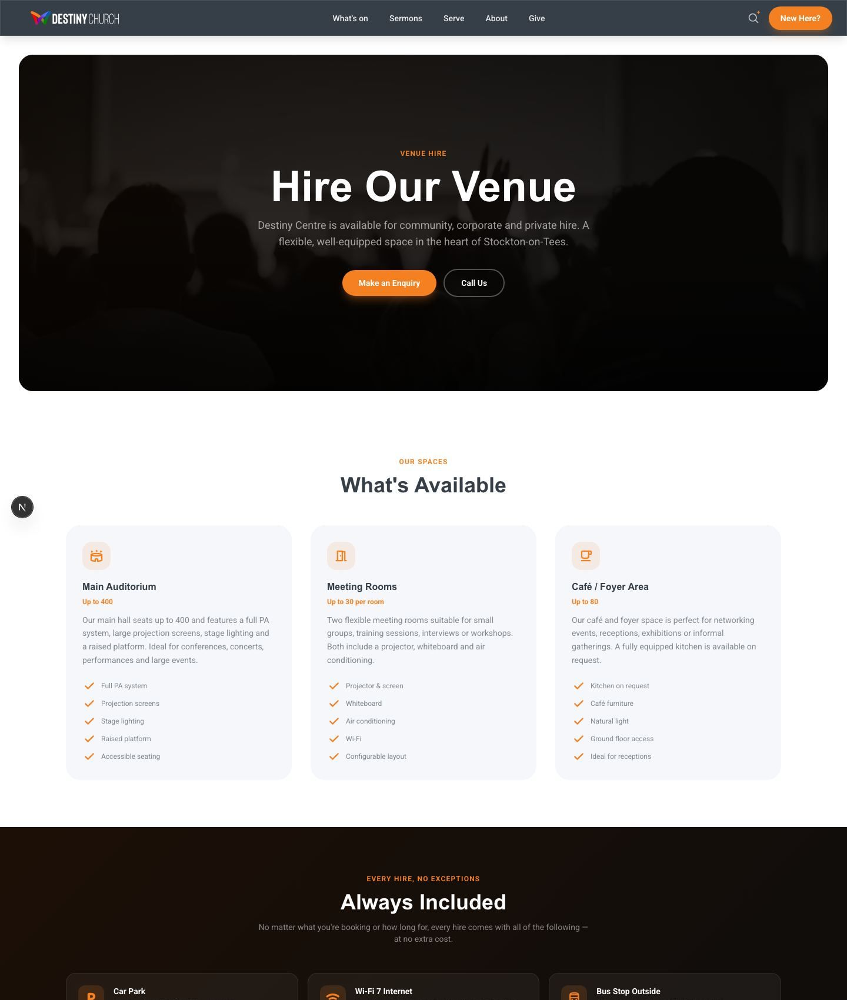 DESTINY CHURCH
What's on
Sermons
Serve
About
Give
New Here?
VENUE HIRE
Hire Our Venue
Destiny Centre is available for community, corporate and private hire. A
flexible, well-equipped space in the heart of Stockton-on-Tees.
Make an Enquiry
Call Us
OUR SPACES
What's Available
N
Main Auditorium
Up to 400
Our main hall seats up to 400 and features a full PA
system, large projection screens, stage lighting and
a raised platform. Ideal for conferences, concerts,
performances and large events.
Full PA system
Projection screens
Stage lighting
Raised platform
Accessible seating
Meeting Rooms
Up to 30 per room
Two flexible meeting rooms suitable for small
groups, training sessions, interviews or workshops.
Both include a projector, whiteboard and air
conditioning.
Projector & screen
Whiteboard
Air conditioning
Wi-Fi
Configurable layout
Café / Foyer Area
Up to 80
Our café and foyer space is perfect for networking
events, receptions, exhibitions or informal
gatherings. A fully equipped kitchen is available on
request.
Kitchen on request
Café furniture
Natural light
Ground floor access
Ideal for receptions
EVERY HIRE, NO EXCEPTIONS
Always Included
No matter what you're booking or how long for, every hire comes with all of the following —
at no extra cost.
Car Park
Wi-Fi 7 Internet
Bus Stop Outside